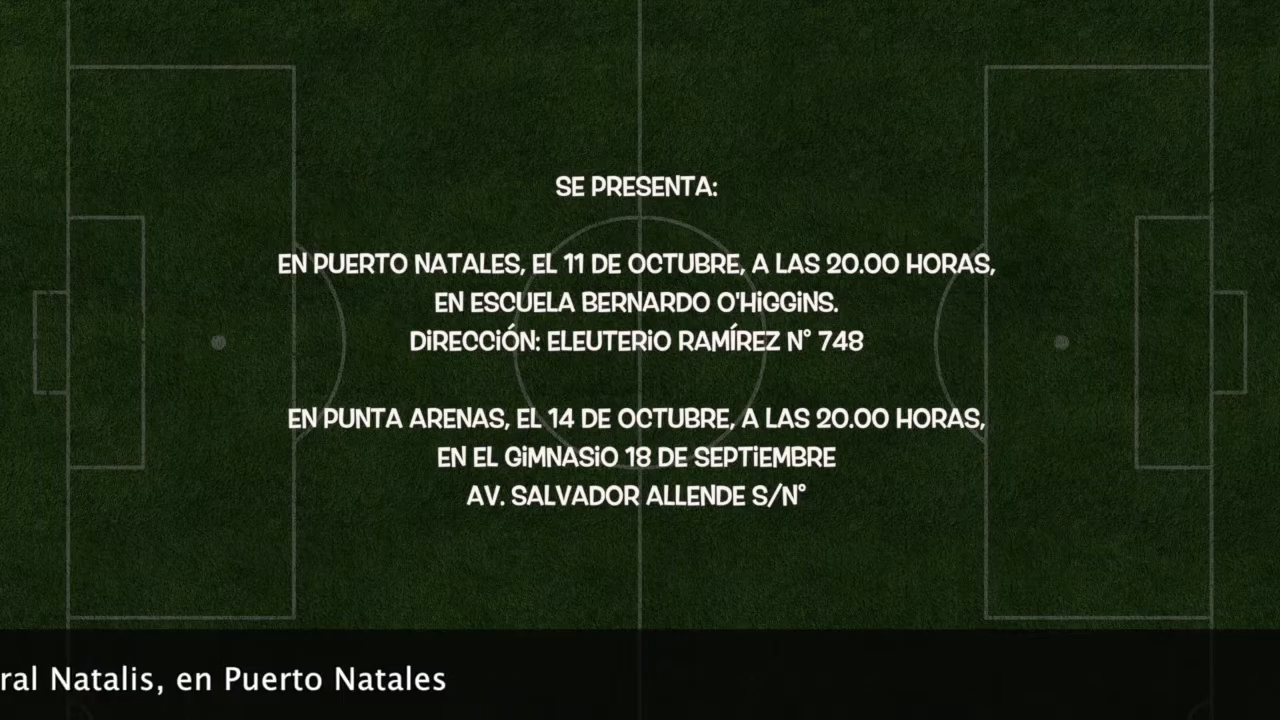 SE PRESENTA:
EN PUERTO NATALES, EL 11 DE OCTUBRE, A LAS 20.00 HORAS,
EN ESCUELA BERNARDO O'HiGGiNS.
DiRECCiÓN: ELEUTERiO RAMÍREZ N° 748
EN PUNTA ARENAS, EL 14 DE OCTUBRE, A LAS 20.00 HORAS,
EN EL GiMNASiO 18 DE SEPTiEMBRE
AV. SALVADOR ALLENDE S/N°
ral Natalis, en Puerto Natales